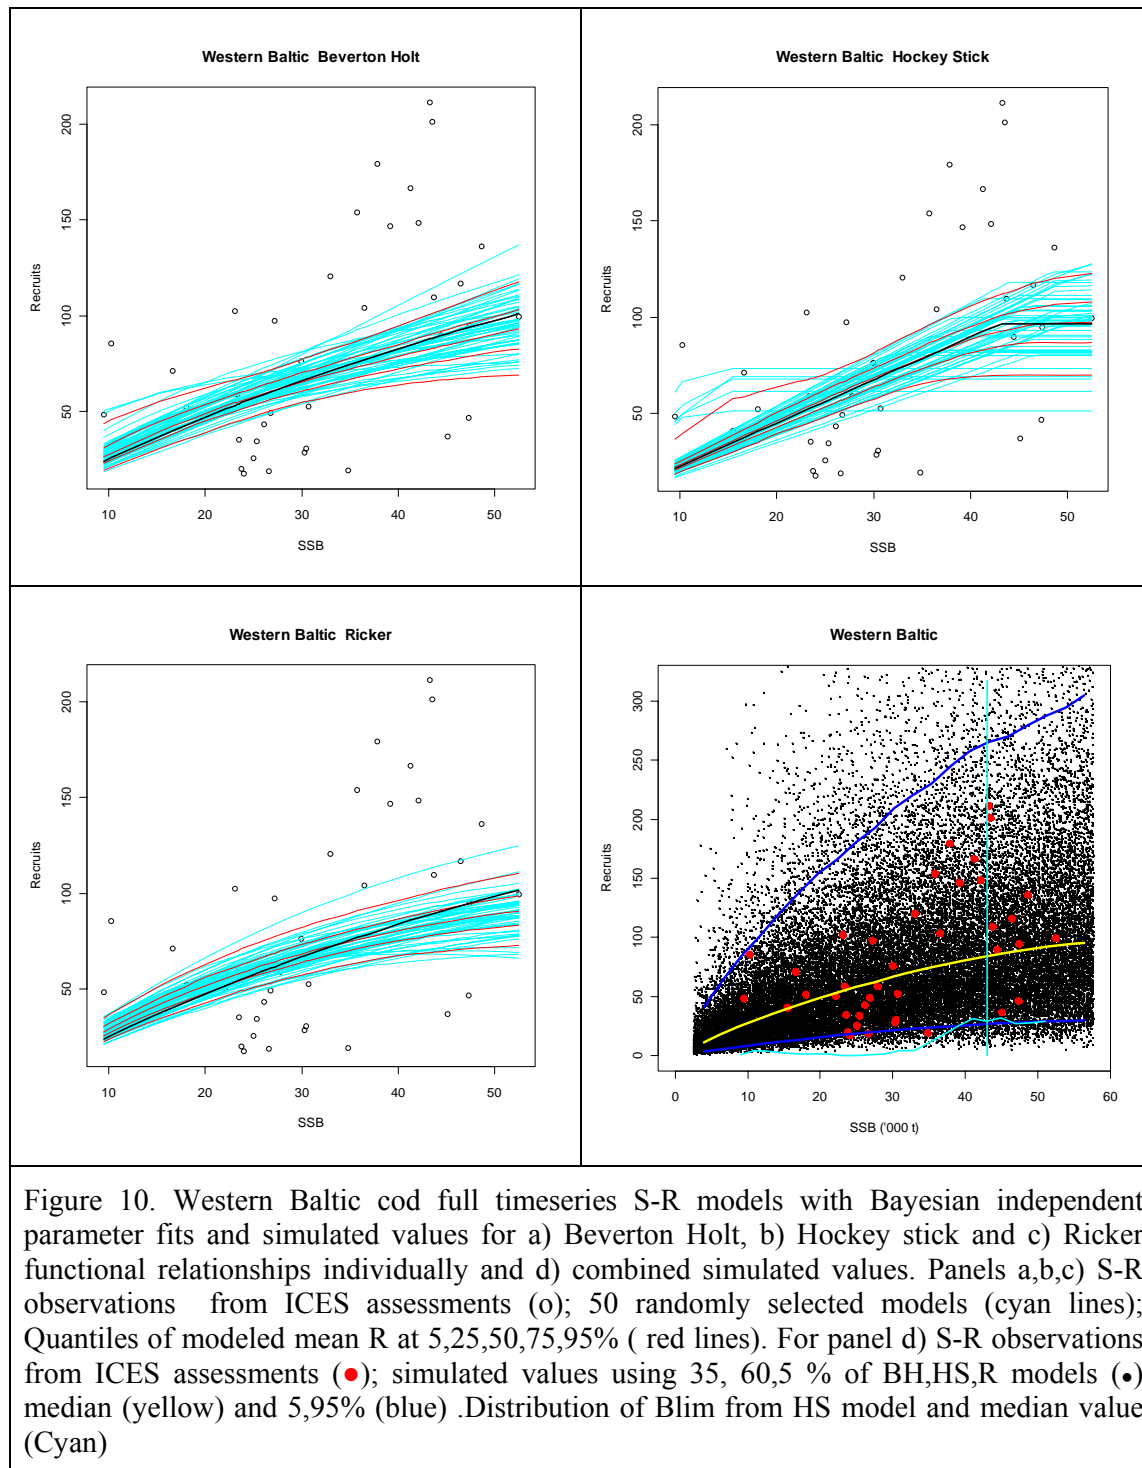 Western Baltic Beverton Holt
Recruits
200
150
100
50
10 20 30 40 50
SSB
Western Baltic Hockey Stick
Recruits
200
150
100
50
10 20 30 40 50
SSB
Western Baltic Ricker
Recruits
200
150
100
50
10 20 30 40 50
SSB
Western Baltic
Recruits
300
250
200
150
100
50
0
0 10 20 30 40 50 60
SSB ('000 t)
Figure 10. Western Baltic cod full timeseries S-R models with Bayesian independent
parameter fits and simulated values for a) Beverton Holt, b) Hockey stick and c) Ricker
functional relationships individually and d) combined simulated values. Panels a,b,c) S-R
observations from ICES assessments (o); 50 randomly selected models (cyan lines);
Quantiles of modeled mean R at 5,25,50,75,95% ( red lines). For panel d) S-R observations
from ICES assessments (●); simulated values using 35, 60,5 % of BH,HS,R models (●)
median (yellow) and 5,95% (blue) .Distribution of Blim from HS model and median value
(Cyan)